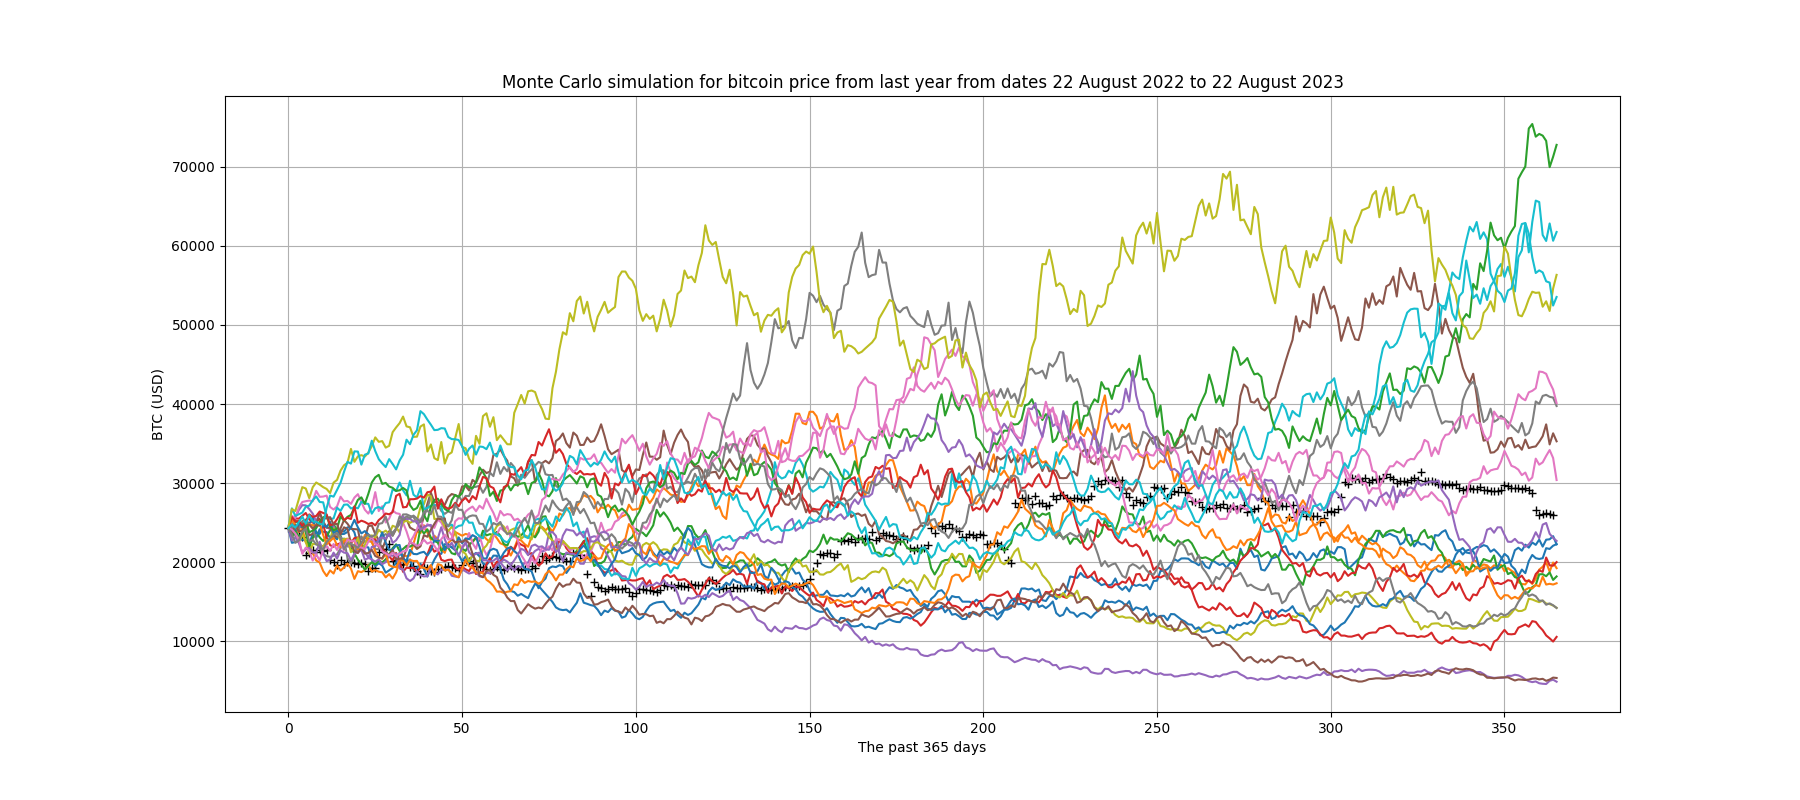 Monte Carlo simulation for bitcoin price from last year from dates 22 August 2022 to 22 August 2023
70000
60000
50000
40000
30000
20000
10000
BTC (USD)
0 50 100 150 200 250 300 350
The past 365 days